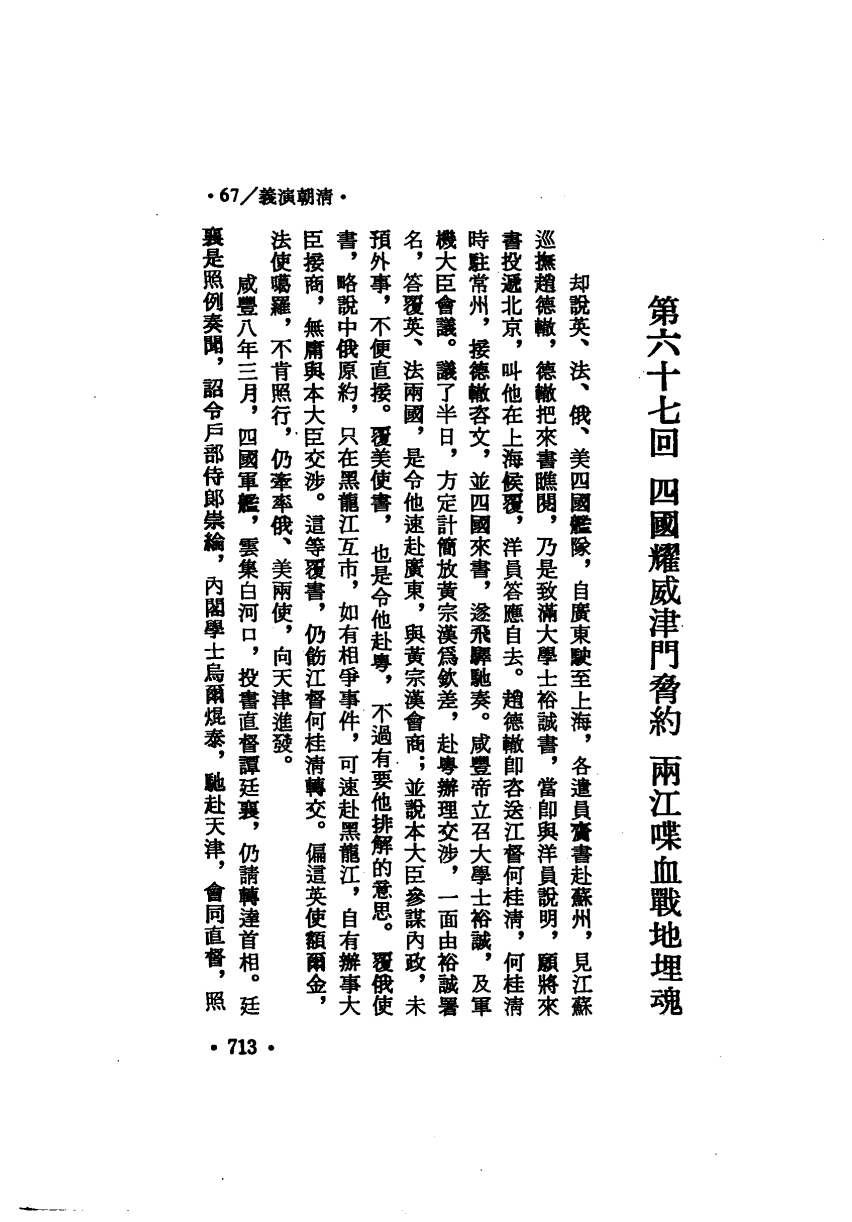 •清朝演義/67•
第六十七回 四國耀威津門脅約 兩江喋血戰地埋魂
却說英、法、俄、美四國艦隊，自廣東駛至上海，各遣員齎書赴蘇州，見江蘇
巡撫趙德轍，德轍把來書瞧閱，乃是致滿大學士裕誠書，當卽與洋員說明，願將來
書投遞北京，叫他在上海候覆，洋員答應自去。趙德轍卽咨送江督何桂淸，何桂淸
時駐常州，接德轍咨文，並四國來書，遂飛驛馳奏。咸豐帝立召大學士裕誠，及軍
機大臣會議。議了半日，方定計簡放黃宗漢爲欽差，赴粵辦理交涉，一面由裕誠署
名，答覆英、法兩國，是令他速赴廣東，與黃宗漢會商；並說本大臣參謀內政，未
預外事，不便直接。覆美使書，也是令他赴粵，不過有要他排解的意思。覆俄使
書，略說中俄原約，只在黑龍江互市，如有相爭事件，可速赴黑龍江，自有辦事大
臣接商，無庸與本大臣交涉。這等覆書，仍飭江督何桂淸轉交。偏這英使額爾金，
法使噶羅，不肯照行，仍牽率俄、美兩使，向天津進發。
咸豐八年三月，四國軍艦，雲集白河口，投書直督譚廷襄，仍請轉達首相。廷
襄是照例奏聞，詔令戶部侍郎崇綸，內閣學士烏爾焜泰，馳赴天津，會同直督，照
•713•